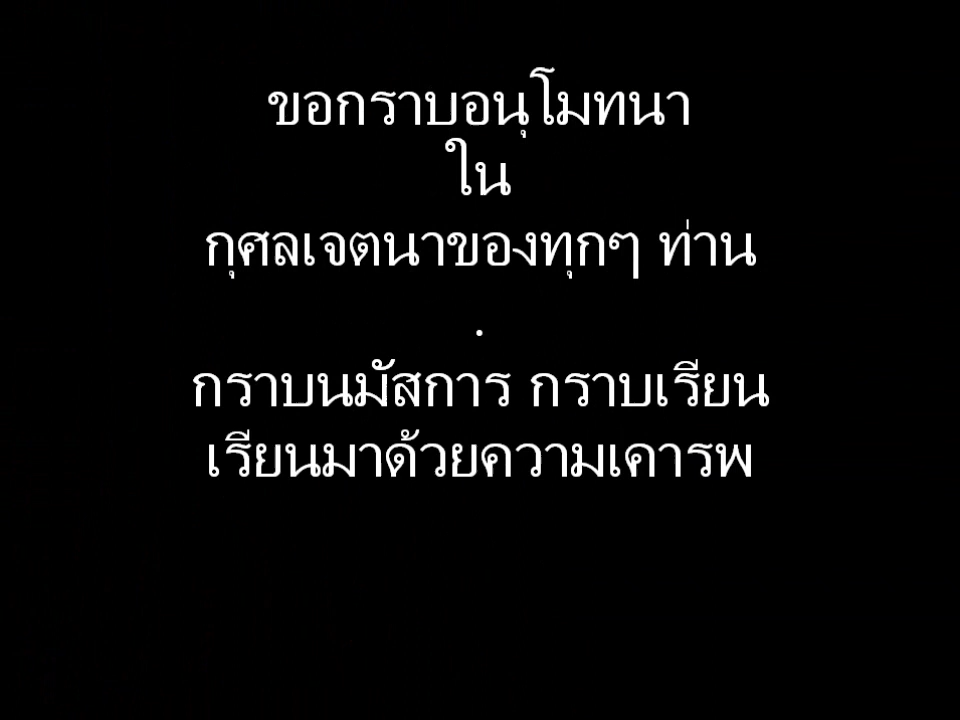 ขอกราบอนุโมทนา
ใน
กุศลเจตนาของทุกๆ ท่าน
.
กราบนมัสการ กราบเรียน
เรียนมาด้วยความเคารพ